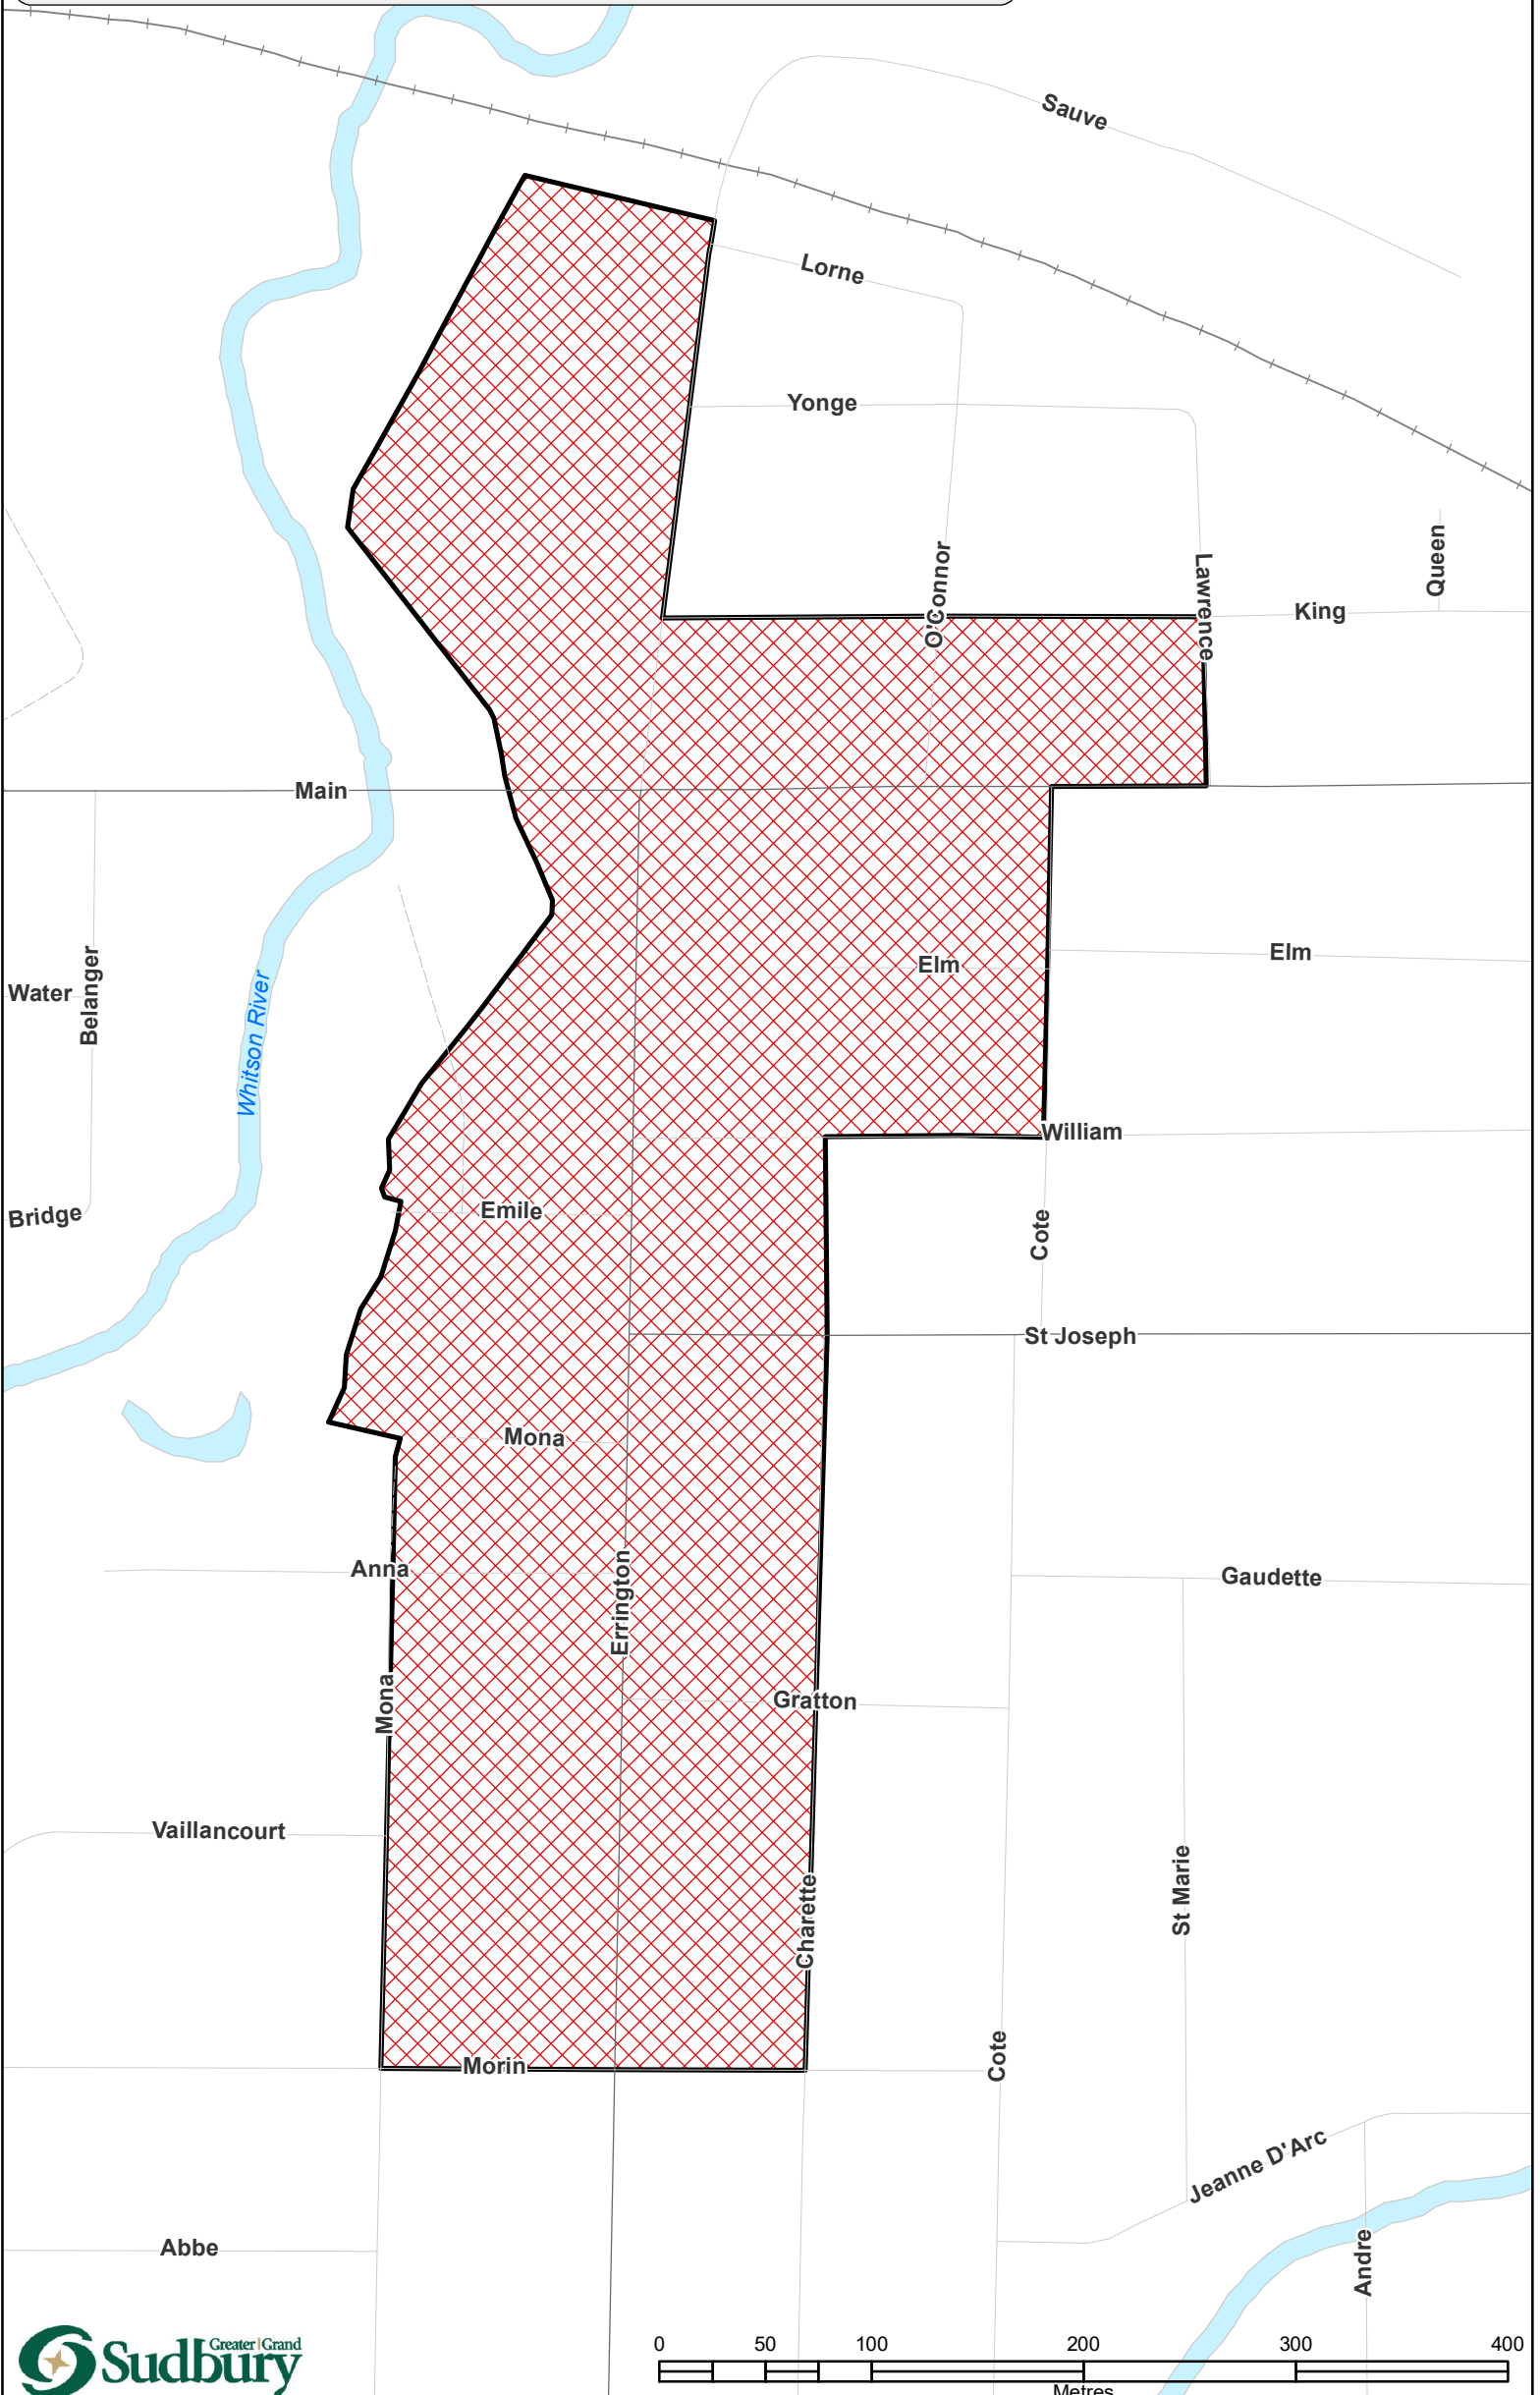 Sauve
Lorne
Yonge
O'Connor
Lawrence
Queen
King
Main
Elm
Elm
Water
Belanger
Whitson River
William
Bridge
Emile
Cote
St Joseph
Mona
Anna
Errington
Gaudette
Mona
Gratton
Vaillancourt
Charette
St Marie
Morin
Cote
Jeanne D'Arc
Abbe
Andre
Greater | Grand
Sudbury
0 50 100 200 300 400
Metres